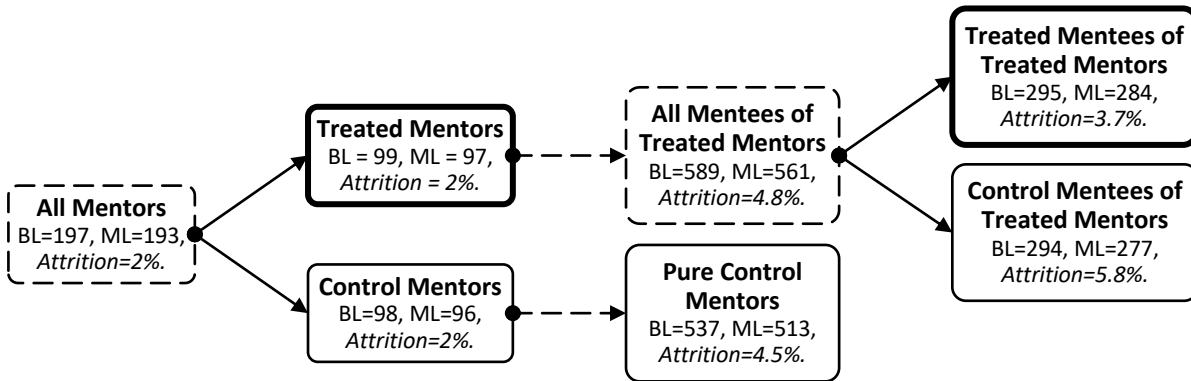 All Mentors
BL=197, ML=193,
Attrition=2%.
Treated Mentors
BL = 99, ML = 97,
Attrition = 2%.
Control Mentors
BL=98, ML=96,
Attrition=2%.
All Mentees of
Treated Mentors
BL=589, ML=561,
Attrition=4.8%.
Pure Control
Mentors
BL=537, ML=513,
Attrition=4.5%.
Treated Mentees of
Treated Mentors
BL=295, ML=284,
Attrition=3.7%.
Control Mentees of
Treated Mentors
BL=294, ML=277,
Attrition=5.8%.